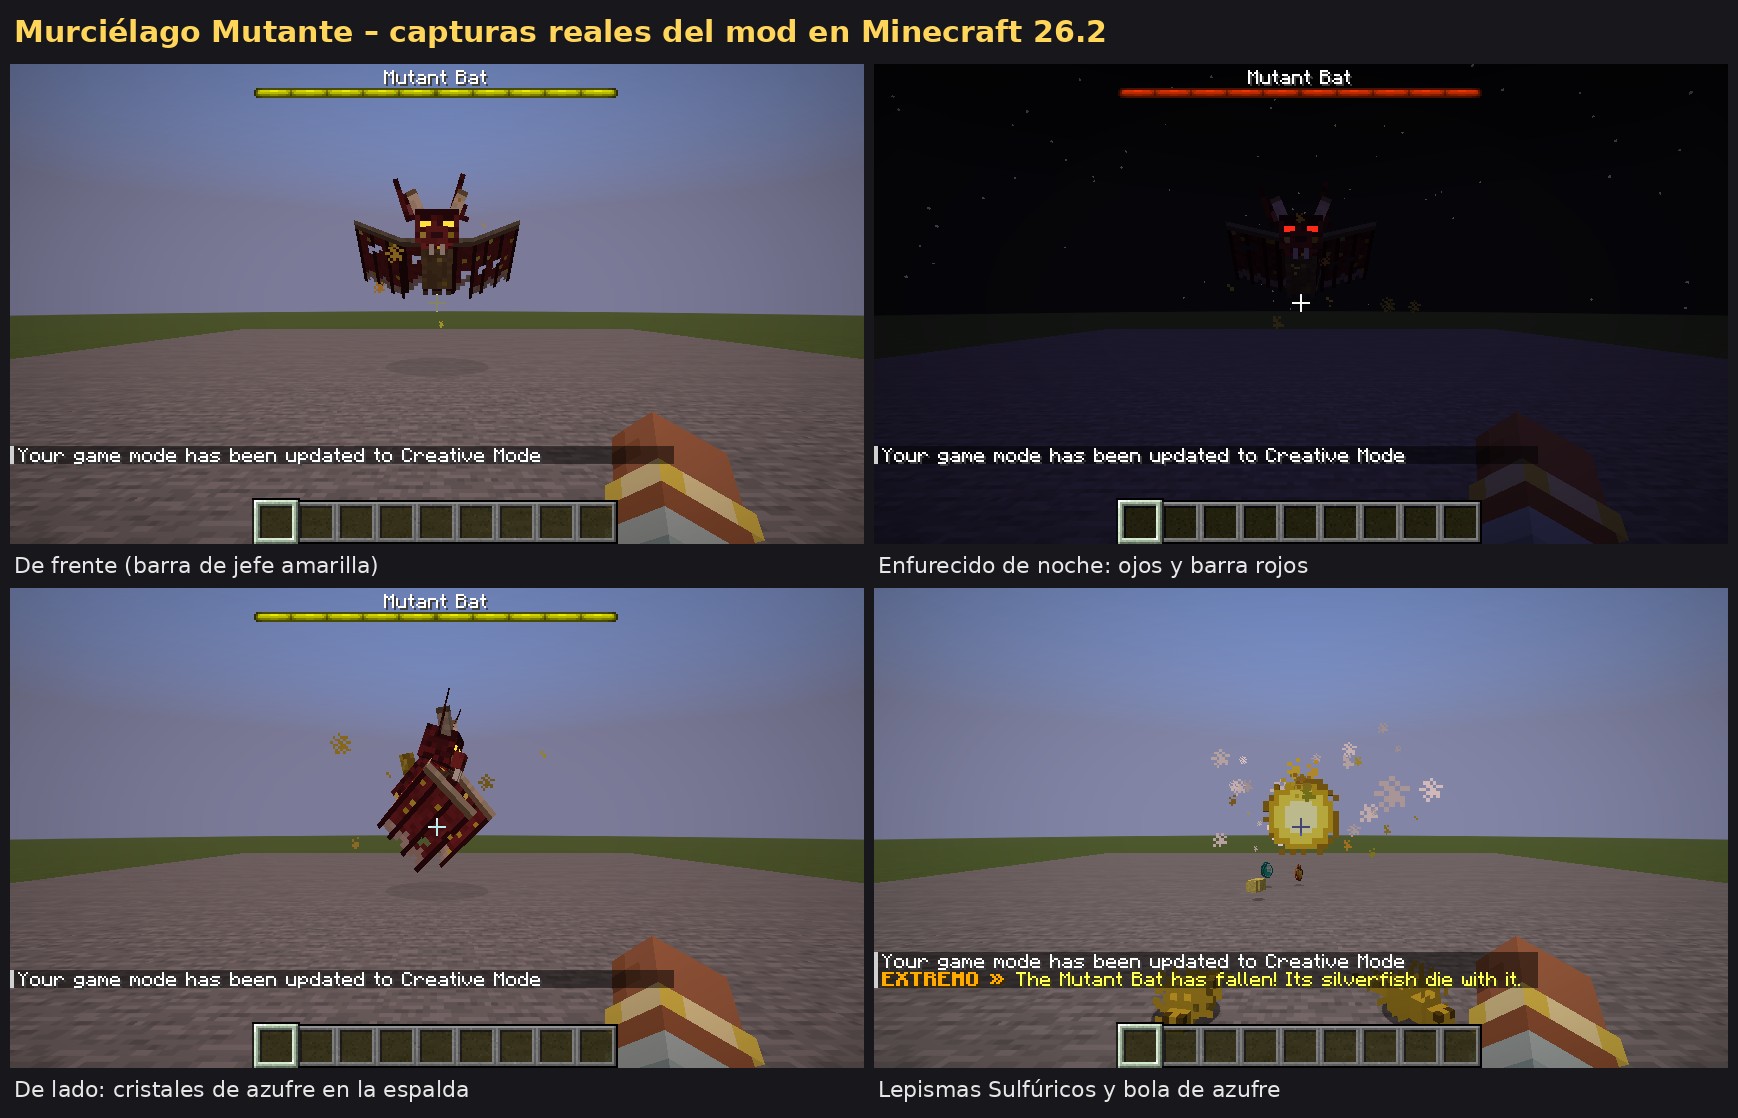 Murciélago Mutante – capturas reales del mod en Minecraft 26.2
Mutant Bat
Your game mode has been updated to Creative Mode
De frente (barra de jefe amarilla)
Mutant Bat
Your game mode has been updated to Creative Mode
Enfurecido de noche: ojos y barra rojos
Mutant Bat
Your game mode has been updated to Creative Mode
De lado: cristales de azufre en la espalda
Your game mode has been updated to Creative Mode
EXTREMO » The Mutant Bat has fallen! Its silverfish die with it.
Lepismas Sulfúricos y bola de azufre